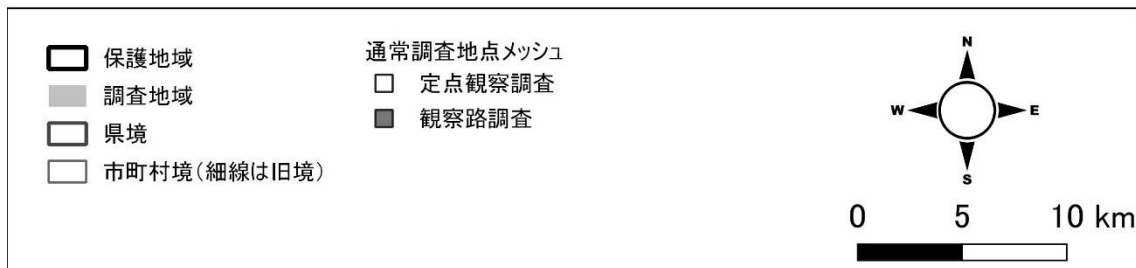 保護地域
調査地域
県境
市町村境(細線は旧境)
通常調査地点メッシュ
定点観察調査
観察路調査
N
W E
S
0 5 10 km